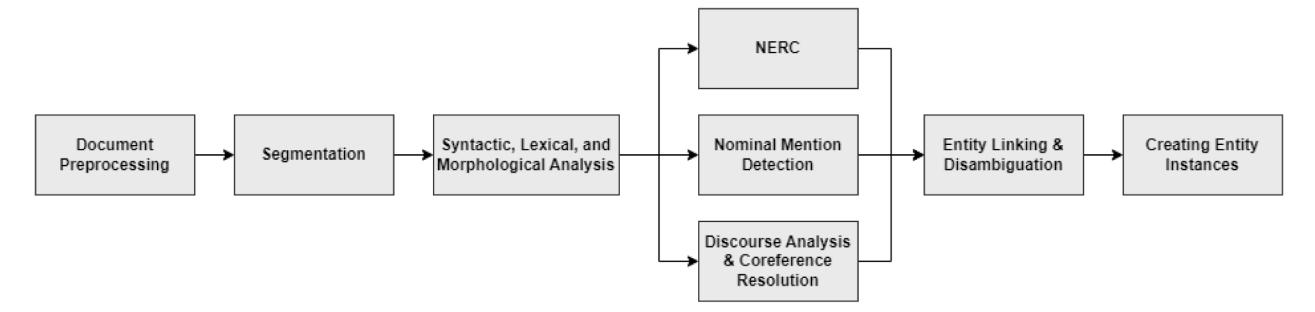 Document
Preprocessing
Segmentation
Syntactic, Lexical, and
Morphological Analysis
NERC
Nominal Mention
Detection
Discourse Analysis
& Coreference
Resolution
Entity Linking &
Disambiguation
Creating Entity
Instances